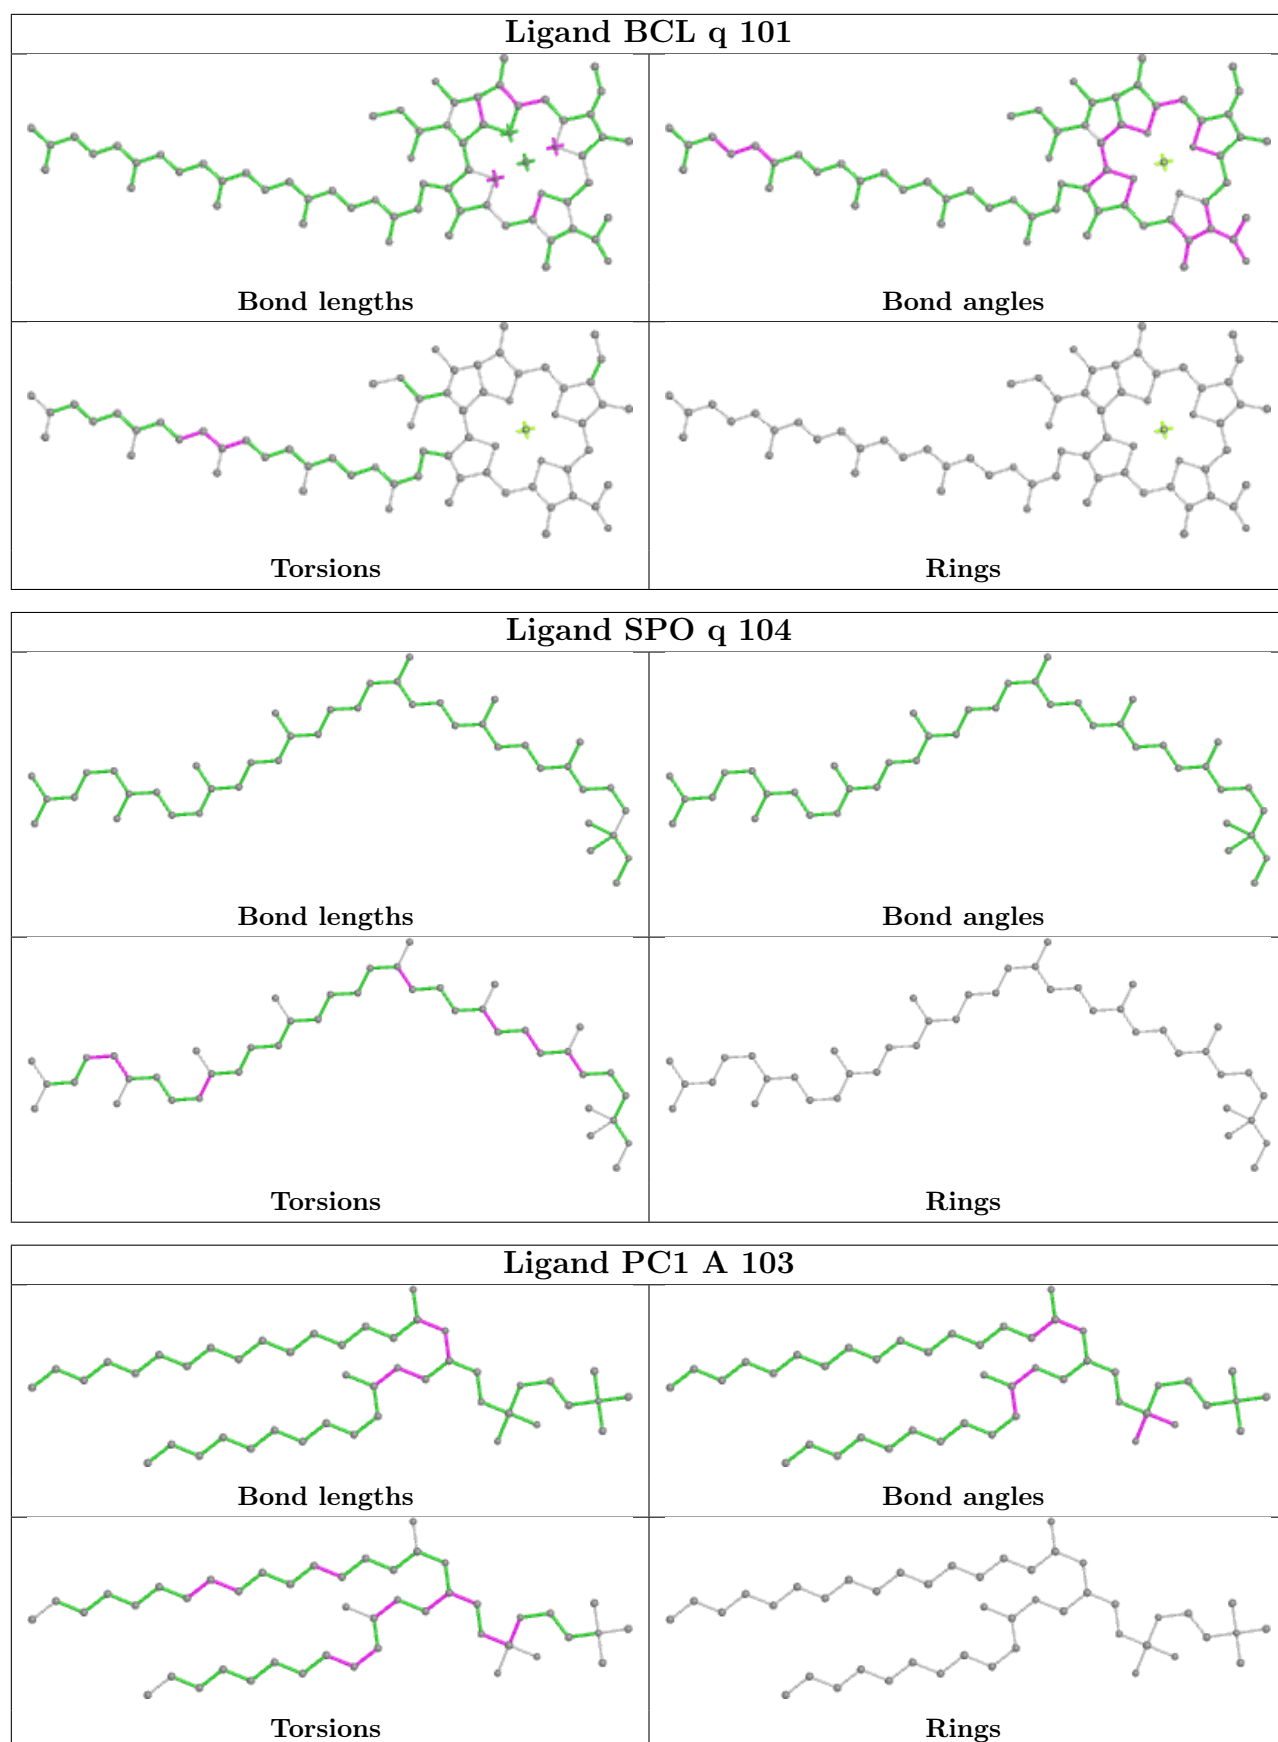 Ligand BCL q 101
Bond lengths
Bond angles
Torsions
Rings
Ligand SPO q 104
Bond lengths
Bond angles
Torsions
Rings
Ligand PC1 A 103
Bond lengths
Bond angles
Torsions
Rings